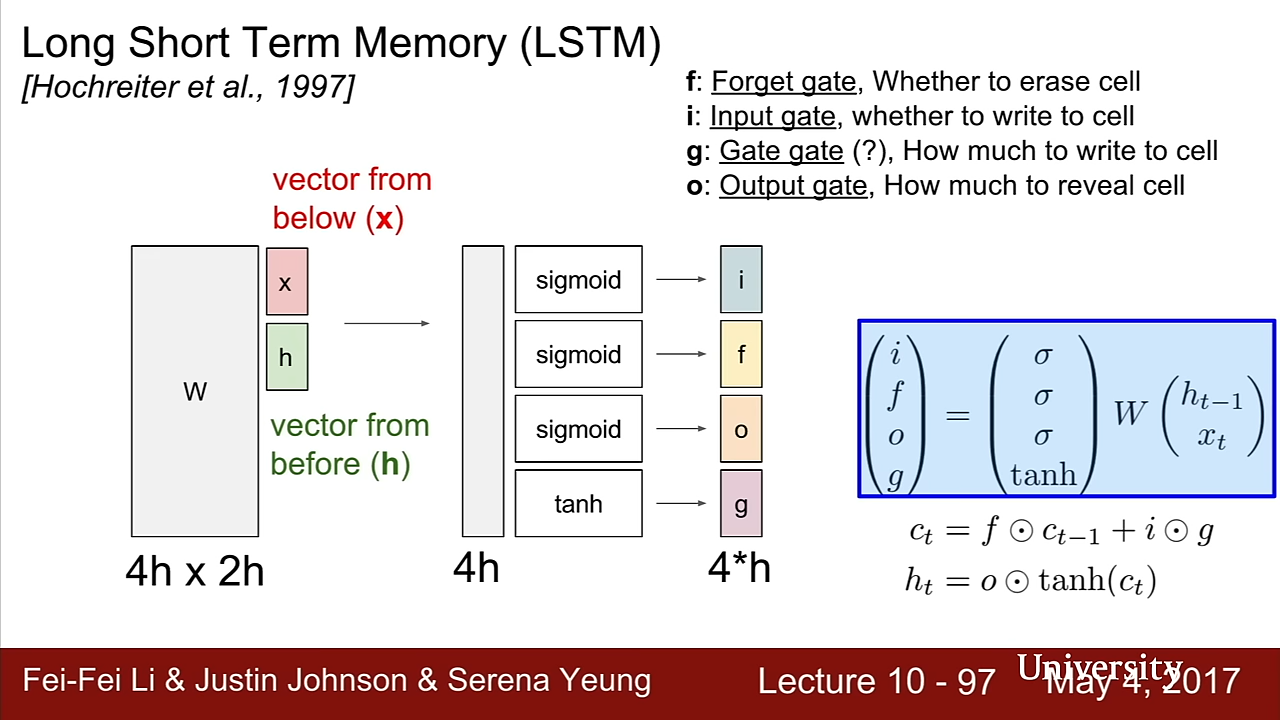 Long Short Term Memory (LSTM)
[Hochreiter et al., 1997]
f: Forget gate, Whether to erase cell
i: Input gate, whether to write to cell
g: Gate gate (?), How much to write to cell
o: Output gate, How much to reveal cell
vector from
below (x)
x
h
W
vector from
before (h)
4h x 2h
sigmoid
sigmoid
sigmoid
tanh
4h
i
f
o
g
4*h
(i f o g) = (σ σ σ tanh) W (h_{t−1} x_t)
c_t = f ⊙ c_{t−1} + i ⊙ g
h_t = o ⊙ tanh(c_t)
Fei-Fei Li & Justin Johnson & Serena Yeung
Lecture 10 - 97
May 4, 2017
University